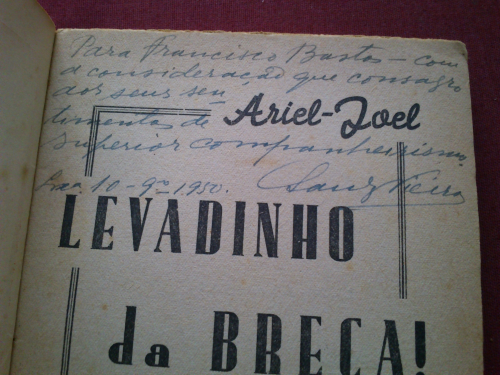 Para Francisco Bastos – com
a consideração que consagro
aos seus sen-
timentos de
superior companheirismo.
10-9º-1950.
Ariel-Joel
LEVADINHO
da BRECA!